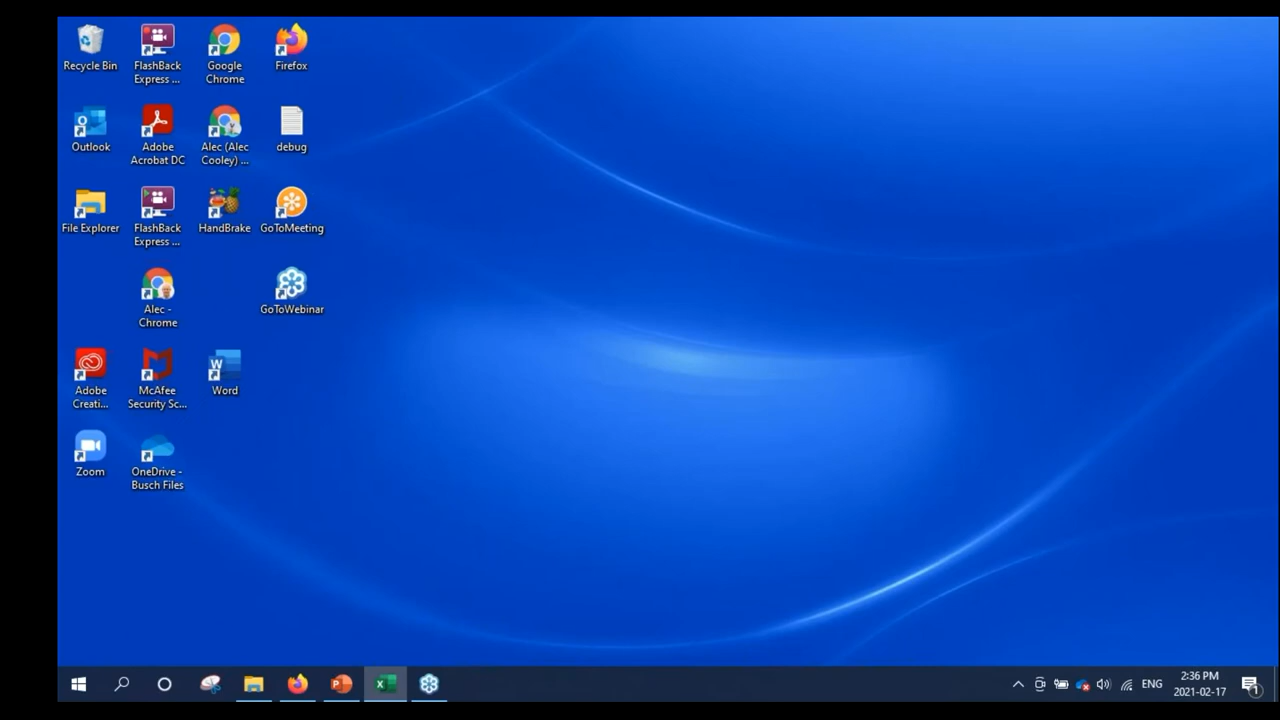 Recycle Bin
FlashBack
Express ...
Google
Chrome
Firefox
Outlook
Adobe
Acrobat DC
Alec (Alec
Cooley) ...
debug
File Explorer
FlashBack
Express ...
HandBrake
GoToMeeting
Alec -
Chrome
GoToWebinar
Adobe
Creati...
McAfee
Security Sc...
Word
Zoom
OneDrive -
Busch Files
ENG
2:36 PM
2021-02-17
1